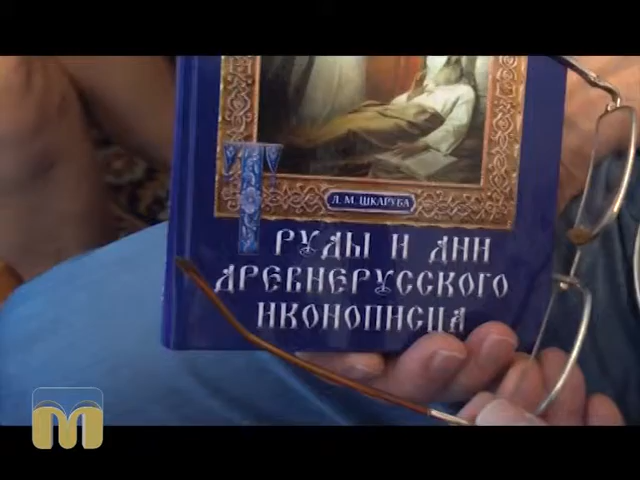 Л. М. ШКАРУБА
ТРУДЫ И ДНИ
ДРЕВНЕРУССКОГО
ИКОНОПИСЦА
M